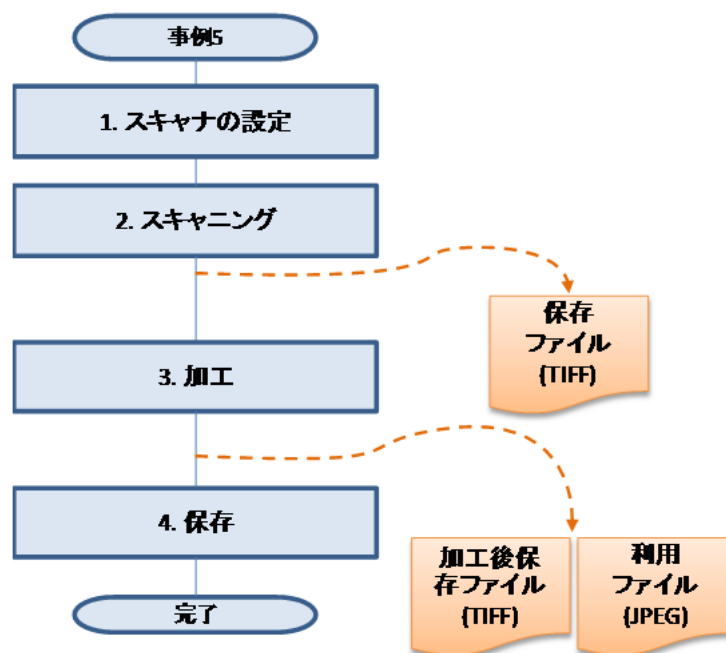 事例5
1. スキャナの設定
2. スキャニング
保存
ファイル
(TIFF)
3. 加工
4. 保存
加工後保
存ファイル
(TIFF)
利用
ファイル
(JPEG)
完了